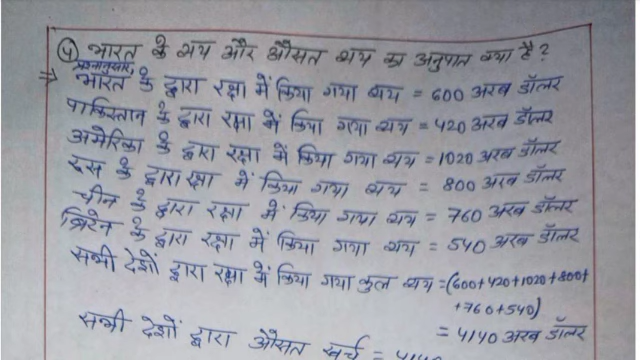 (4) भारत के व्यय और औसत व्यय का अनुपात क्या है?
प्रश्नानुसार,
⇒ भारत के द्वारा रक्षा में किया गया व्यय = 600 अरब डॉलर
पाकिस्तान के द्वारा रक्षा में किया गया व्यय = 420 अरब डॉलर
अमेरिका के द्वारा रक्षा में किया गया व्यय = 1020 अरब डॉलर
रूस के द्वारा रक्षा में किया गया व्यय = 800 अरब डॉलर
चीन के द्वारा रक्षा में किया गया व्यय = 760 अरब डॉलर
ब्रिटेन के द्वारा रक्षा में किया गया व्यय = 540 अरब डॉलर
सभी देशों द्वारा रक्षा में किया गया कुल व्यय = (600+420+1020+800+
+760+540)
= 4140 अरब डॉलर
सभी देशों द्वारा औसत खर्च = 4140